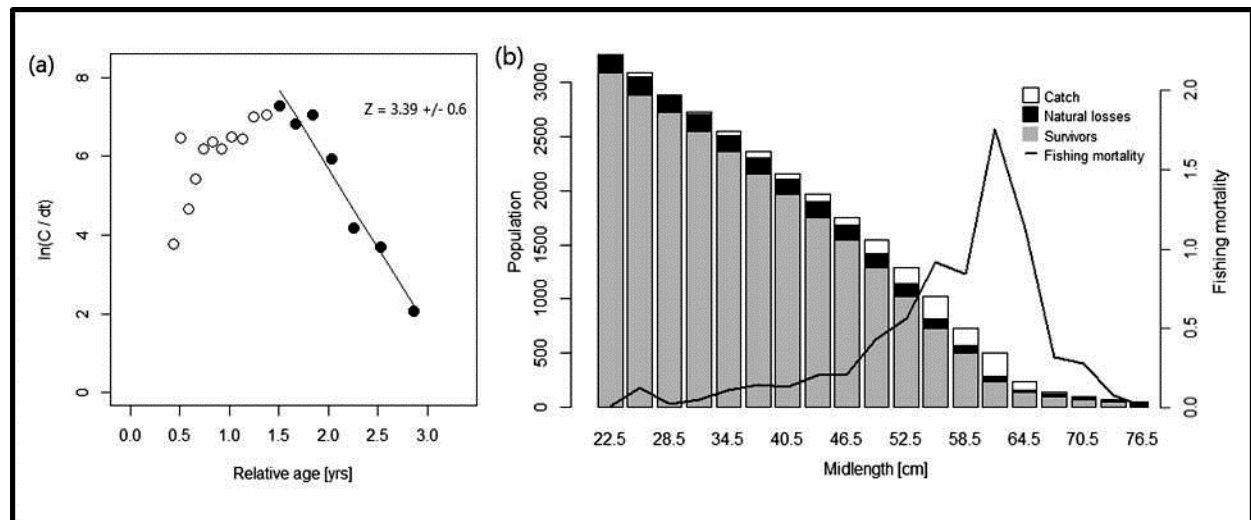 (a)
Z = 3.39 +/- 0.6
ln(C / dt)
8
6
4
2
0
0.0 0.5 1.0 1.5 2.0 2.5 3.0
Relative age [yrs]
(b)
Catch
Natural losses
Survivors
Fishing mortality
Population
3000
2500
2000
1500
1000
500
0
2.0
1.5
1.0
0.5
0.0
Fishing mortality
22.5 28.5 34.5 40.5 46.5 52.5 58.5 64.5 70.5 76.5
Midlength [cm]